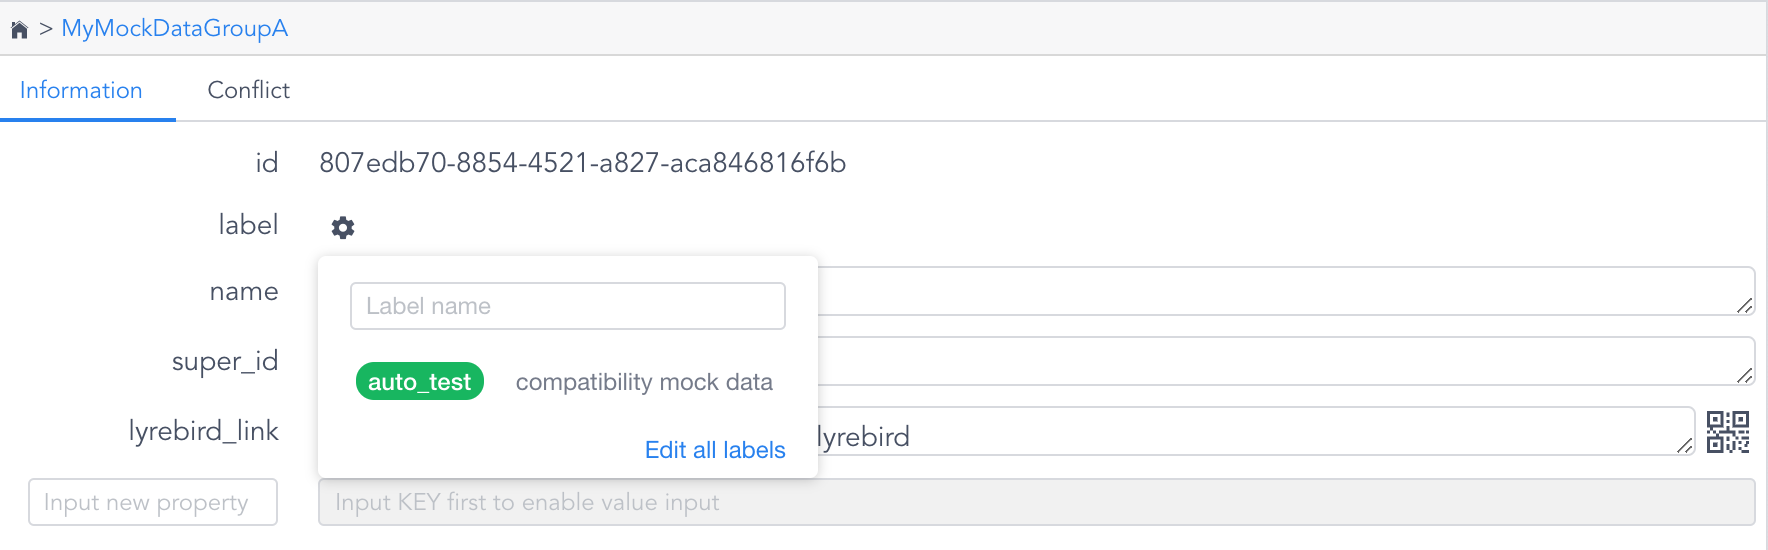 > MyMockDataGroupA
Information Conflict
id 807edb70-8854-4521-a827-aca846816f6b
label
name Label name
super_id auto_test compatibility mock data
lyrebird_link Edit all labels lyrebird
Input new property Input KEY first to enable value input